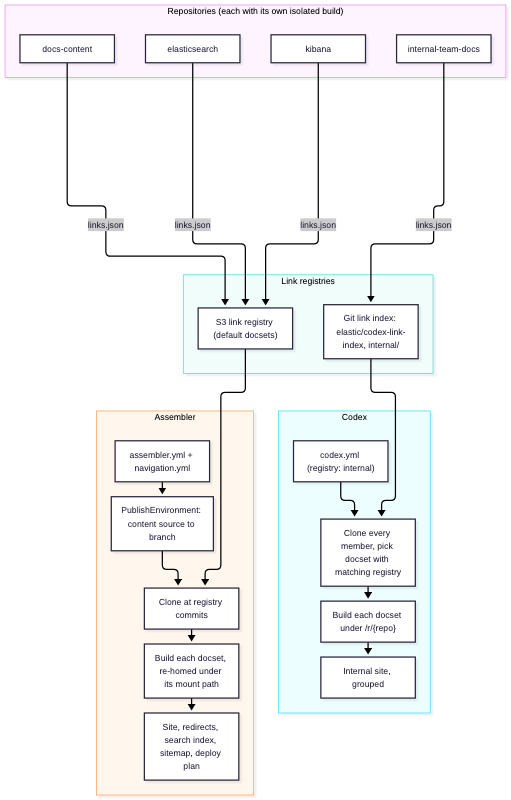 Repositories (each with its own isolated build)
docs-content
elasticsearch
kibana
internal-team-docs
links.json
links.json
links.json
links.json
Link registries
S3 link registry
(default docsets)
Git link index:
elastic/codex-link-
index, internal/
Assembler
assembler.yml +
navigation.yml
PublishEnvironment:
content source to
branch
Clone at registry
commits
Build each docset,
re-homed under
its mount path
Site, redirects,
search index,
sitemap, deploy
plan
Codex
codex.yml
(registry: internal)
Clone every
member, pick
docset with
matching registry
Build each docset
under /r/{repo}
Internal site,
grouped